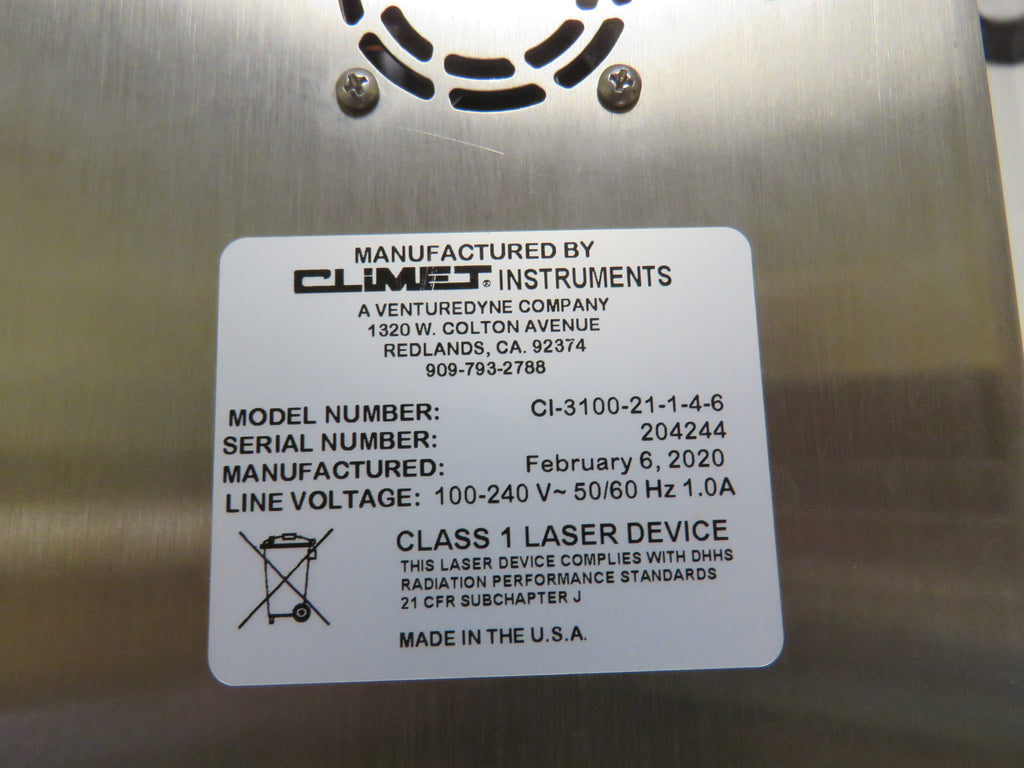 MANUFACTURED BY
CLiMET® INSTRUMENTS
A VENTUREDYNE COMPANY
1320 W. COLTON AVENUE
REDLANDS, CA. 92374
909-793-2788
MODEL NUMBER: CI-3100-21-1-4-6
SERIAL NUMBER: 204244
MANUFACTURED: February 6, 2020
LINE VOLTAGE: 100-240 V~ 50/60 Hz 1.0A
CLASS 1 LASER DEVICE
THIS LASER DEVICE COMPLIES WITH DHHS
RADIATION PERFORMANCE STANDARDS
21 CFR SUBCHAPTER J
MADE IN THE U.S.A.